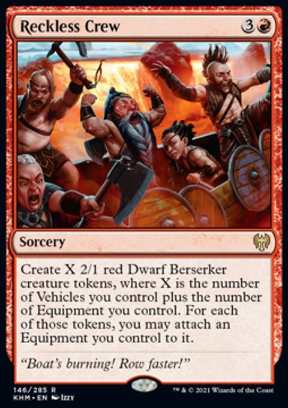 Reckless Crew 3
Sorcery
Create X 2/1 red Dwarf Berserker
creature tokens, where X is the number
of Vehicles you control plus the
number of Equipment you control. For each
of those tokens, you may attach an
Equipment you control to it.
“Boat’s burning! Row faster!”
146/285 R
KHM • EN Izzy
™ & © 2021 Wizards of the Coast